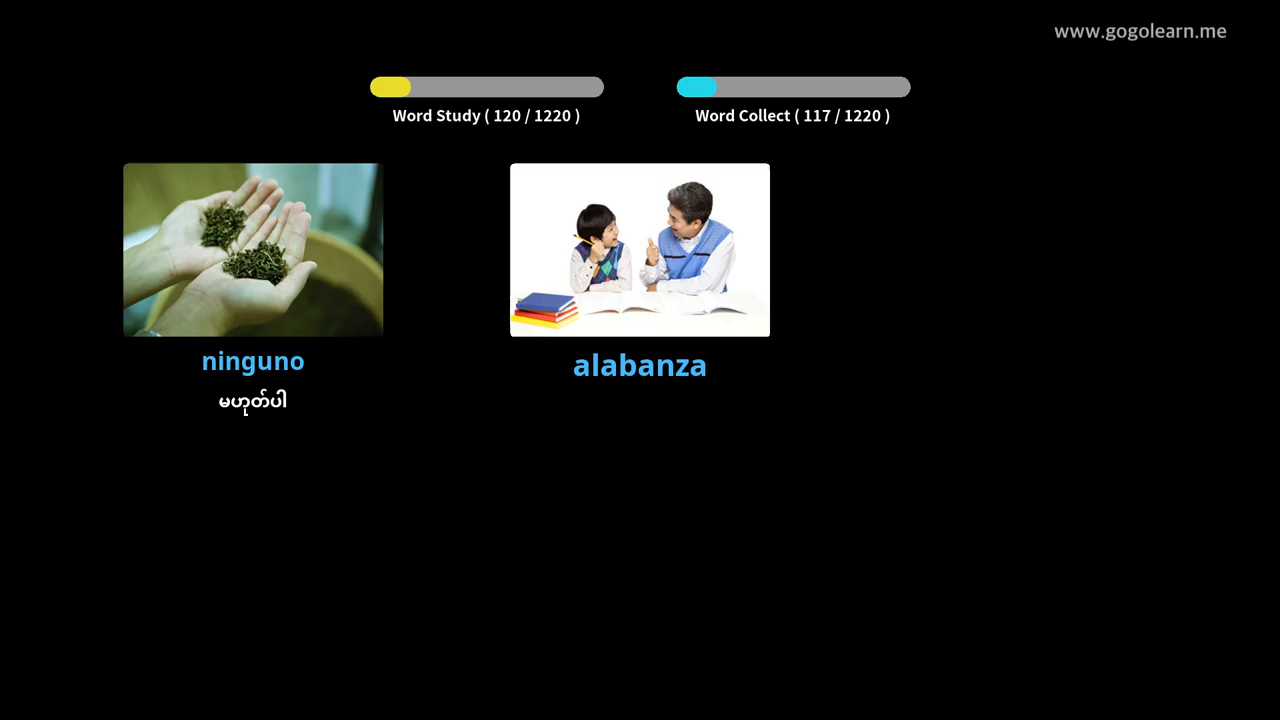 www.gogolearn.me
Word Study ( 120 / 1220 )
Word Collect ( 117 / 1220 )
ninguno
မဟုတ်ပါ
alabanza